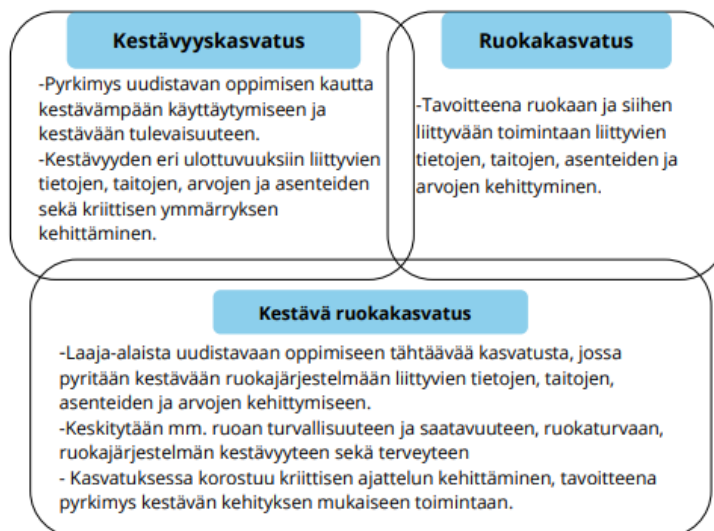 Kestävyyskasvatus
-Pyrkimys uudistavan oppimisen kautta
kestävämpään käyttäytymiseen ja
kestävään tulevaisuuteen.
-Kestävyyden eri ulottuvuuksiin liittyvien
tietojen, taitojen, arvojen ja asenteiden
sekä kriittisen ymmärryksen
kehittäminen.
Ruokakasvatus
-Tavoitteena ruokaan ja siihen
liittyvään toimintaan liittyvien
tietojen, taitojen, asenteiden ja
arvojen kehittyminen.
Kestävä ruokakasvatus
-Laaja-alaista uudistavaan oppimiseen tähtäävää kasvatusta, jossa
pyritään kestävään ruokajärjestelmään liittyvien tietojen, taitojen,
asenteiden ja arvojen kehittymiseen.
-Keskitytään mm. ruoan turvallisuuteen ja saatavuuteen, ruokaturvaan,
ruokajärjestelmän kestävyyteen sekä terveyteen
- Kasvatuksessa korostuu kriittisen ajattelun kehittäminen, tavoitteena
pyrkimys kestävän kehityksen mukaiseen toimintaan.